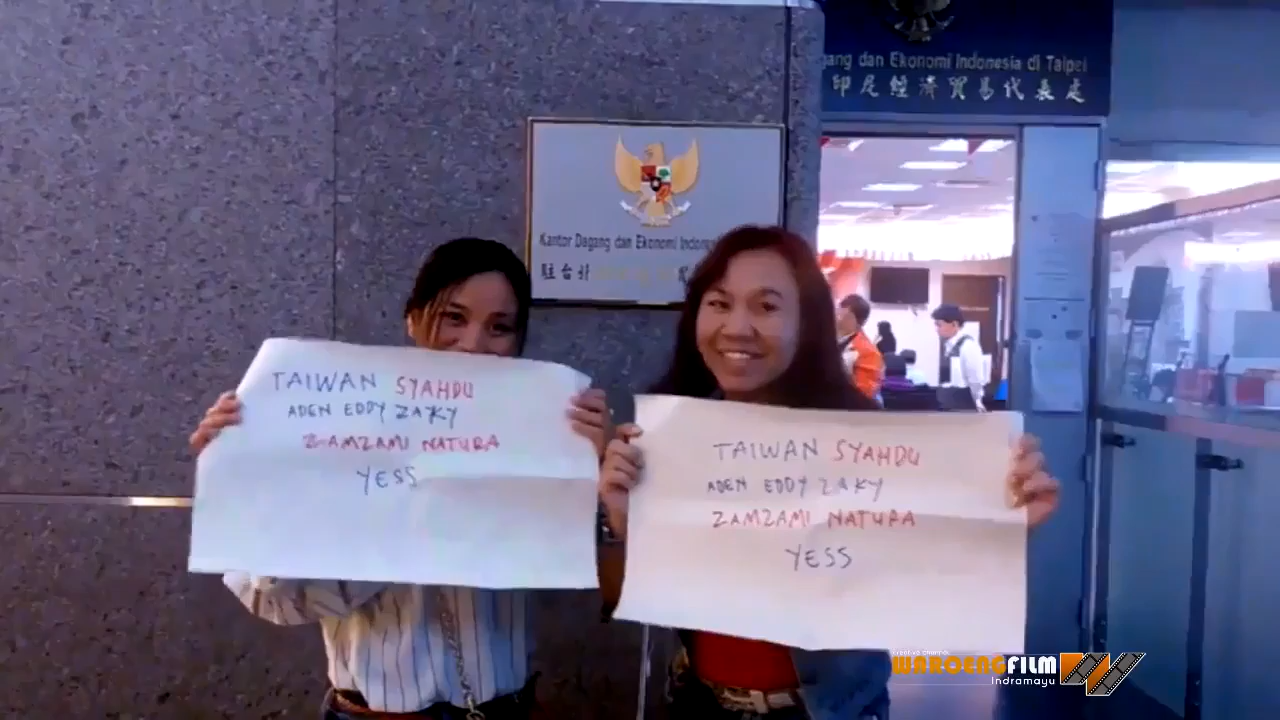 dang dan Ekonomi Indonesia di Taipei
印尼經濟貿易代表處
Kantor Dagang dan Ekonomi Indones
駐台北
TAIWAN SYAHDU
ADEN EDDY ZAKY
ZAMZAMI NATURA
YESS
TAIWAN SYAHDU
ADEN EDDY ZAKY
ZAMZAMI NATURA
YESS
WAROENGFILM
Indramayu